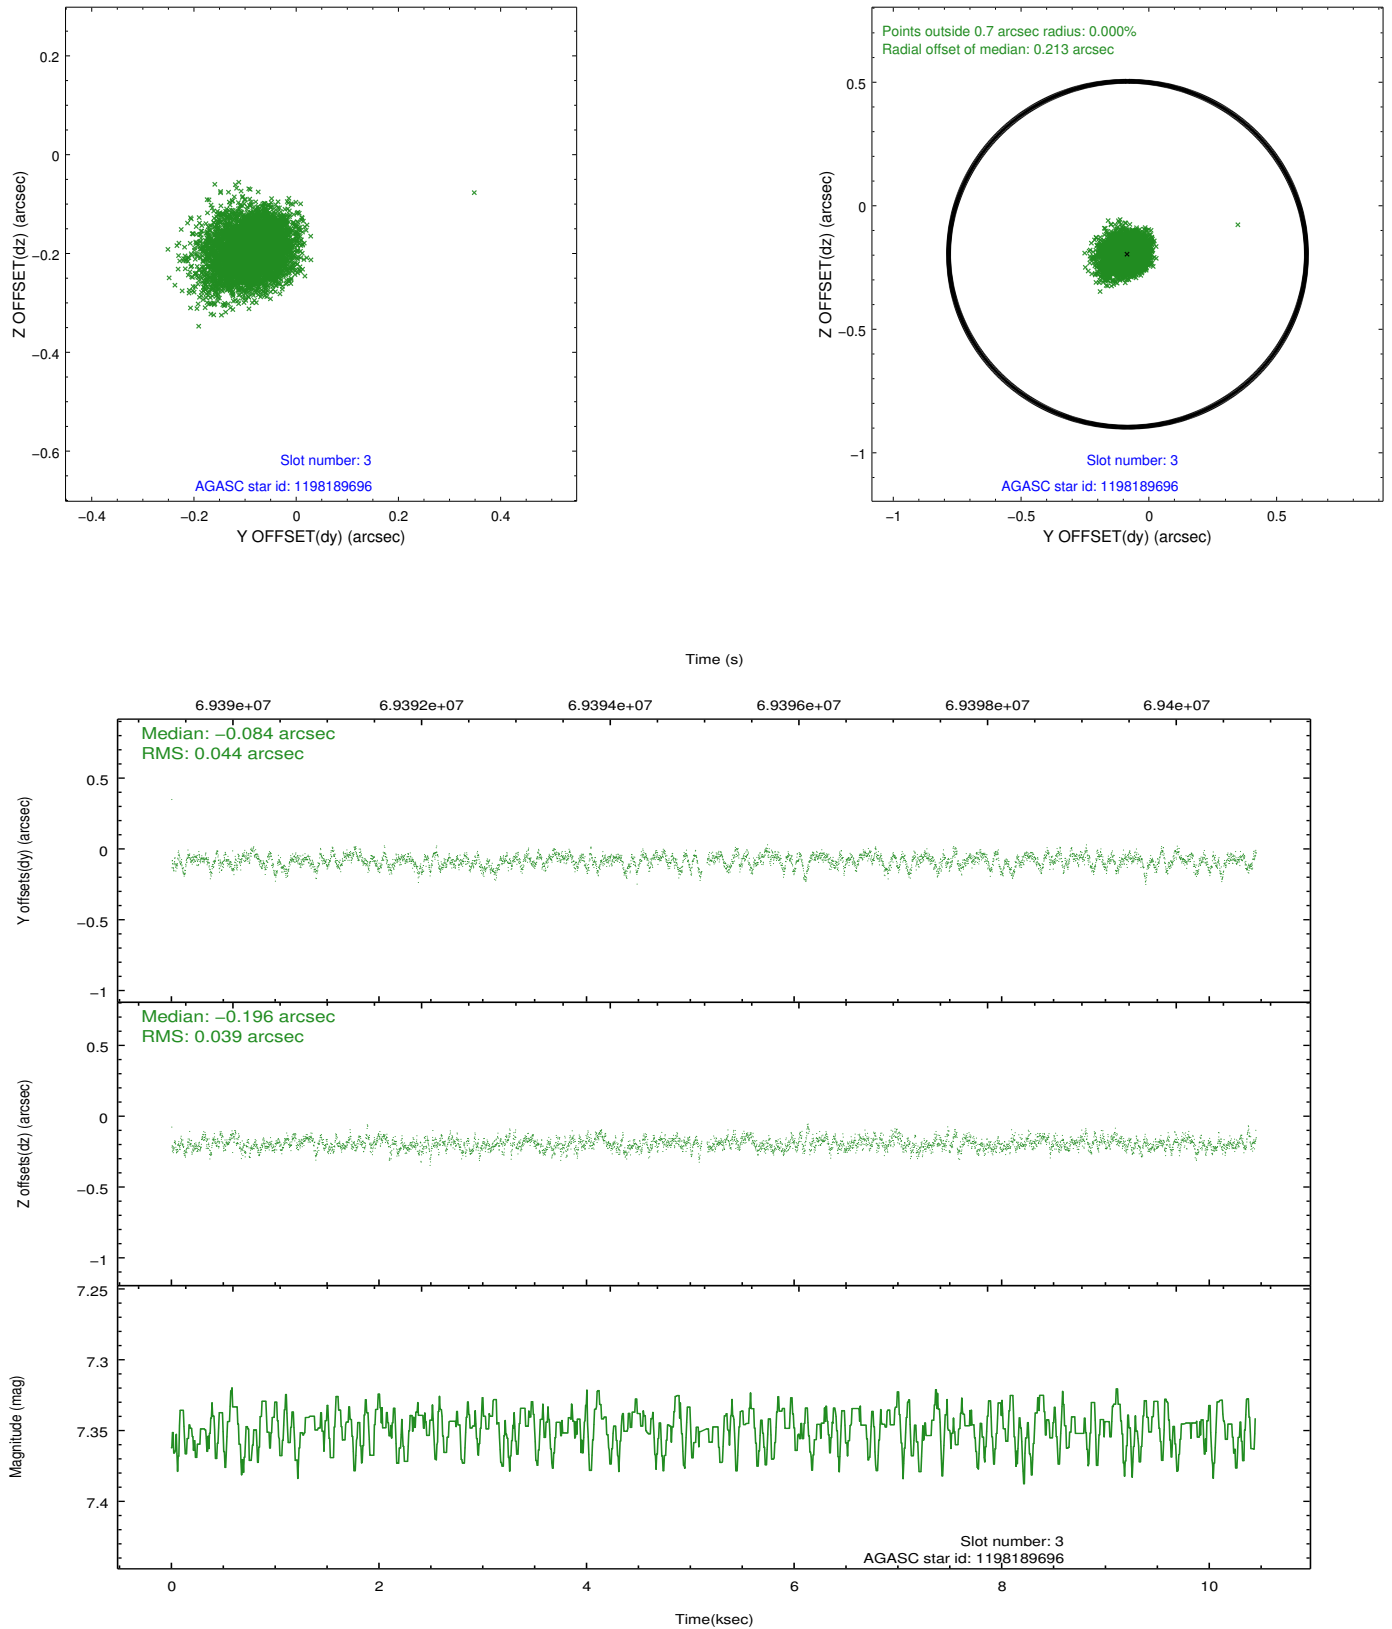 0.2
0
−0.2
−0.4
−0.6
Z OFFSET(dz) (arcsec)
Slot number: 3
AGASC star id: 1198189696
−0.4
−0.2
0
0.2
0.4
Y OFFSET(dy) (arcsec)
Points outside 0.7 arcsec radius: 0.000%
Radial offset of median: 0.213 arcsec
0.5
0
−0.5
−1
Z OFFSET(dz) (arcsec)
Slot number: 3
AGASC star id: 1198189696
−1
−0.5
0
0.5
Y OFFSET(dy) (arcsec)
Time (s)
6.939e+07
6.9392e+07
6.9394e+07
6.9396e+07
6.9398e+07
6.94e+07
Median: −0.084 arcsec
RMS: 0.044 arcsec
0.5
0
−0.5
−1
Y offsets(dy) (arcsec)
Median: −0.196 arcsec
RMS: 0.039 arcsec
0.5
0
−0.5
−1
Z offsets(dz) (arcsec)
7.25
7.3
7.35
7.4
Magnitude (mag)
Slot number: 3
AGASC star id: 1198189696
0
2
4
6
8
10
Time(ksec)